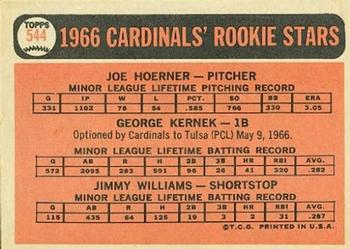 TOPPS
544
1966 CARDINALS' ROOKIE STARS
JOE HOERNER — PITCHER
MINOR LEAGUE LIFETIME PITCHING RECORD
G IP W L PCT. SO BB ERA
331 1102 76 54 .585 768 330 3.05
GEORGE KERNEK — 1B
Optioned by Cardinals to Tulsa (PCL) May 9, 1966.
MINOR LEAGUE LIFETIME BATTING RECORD
G AB R H 2B 3B HR RBI AVG.
572 2095 283 591 96 26 41 320 .282
JIMMY WILLIAMS — SHORTSTOP
MINOR LEAGUE LIFETIME BATTING RECORD
G AB R H 2B 3B HR RBI AVG.
115 435 64 125 19 3 2 31 .287
© T.C.G. PRINTED IN U.S.A.